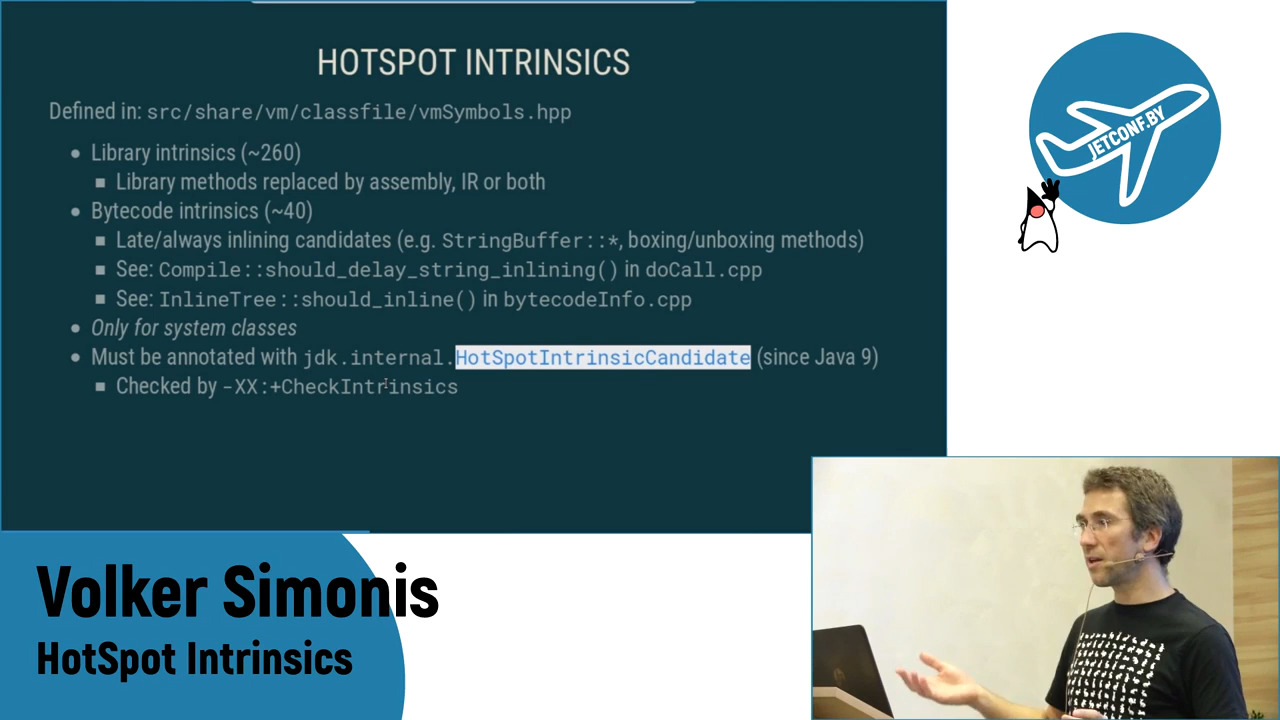 HOTSPOT INTRINSICS
Defined in: src/share/vm/classfile/vmSymbols.hpp
• Library intrinsics (~260)
▪ Library methods replaced by assembly, IR or both
• Bytecode intrinsics (~40)
▪ Late/always inlining candidates (e.g. StringBuffer::*, boxing/unboxing methods)
▪ See: Compile::should_delay_string_inlining() in doCall.cpp
▪ See: InlineTree::should_inline() in bytecodeInfo.cpp
• Only for system classes
• Must be annotated with jdk.internal.HotSpotIntrinsicCandidate (since Java 9)
▪ Checked by -XX:+CheckIntrinsics
JETCONF.BY
Volker Simonis
HotSpot Intrinsics